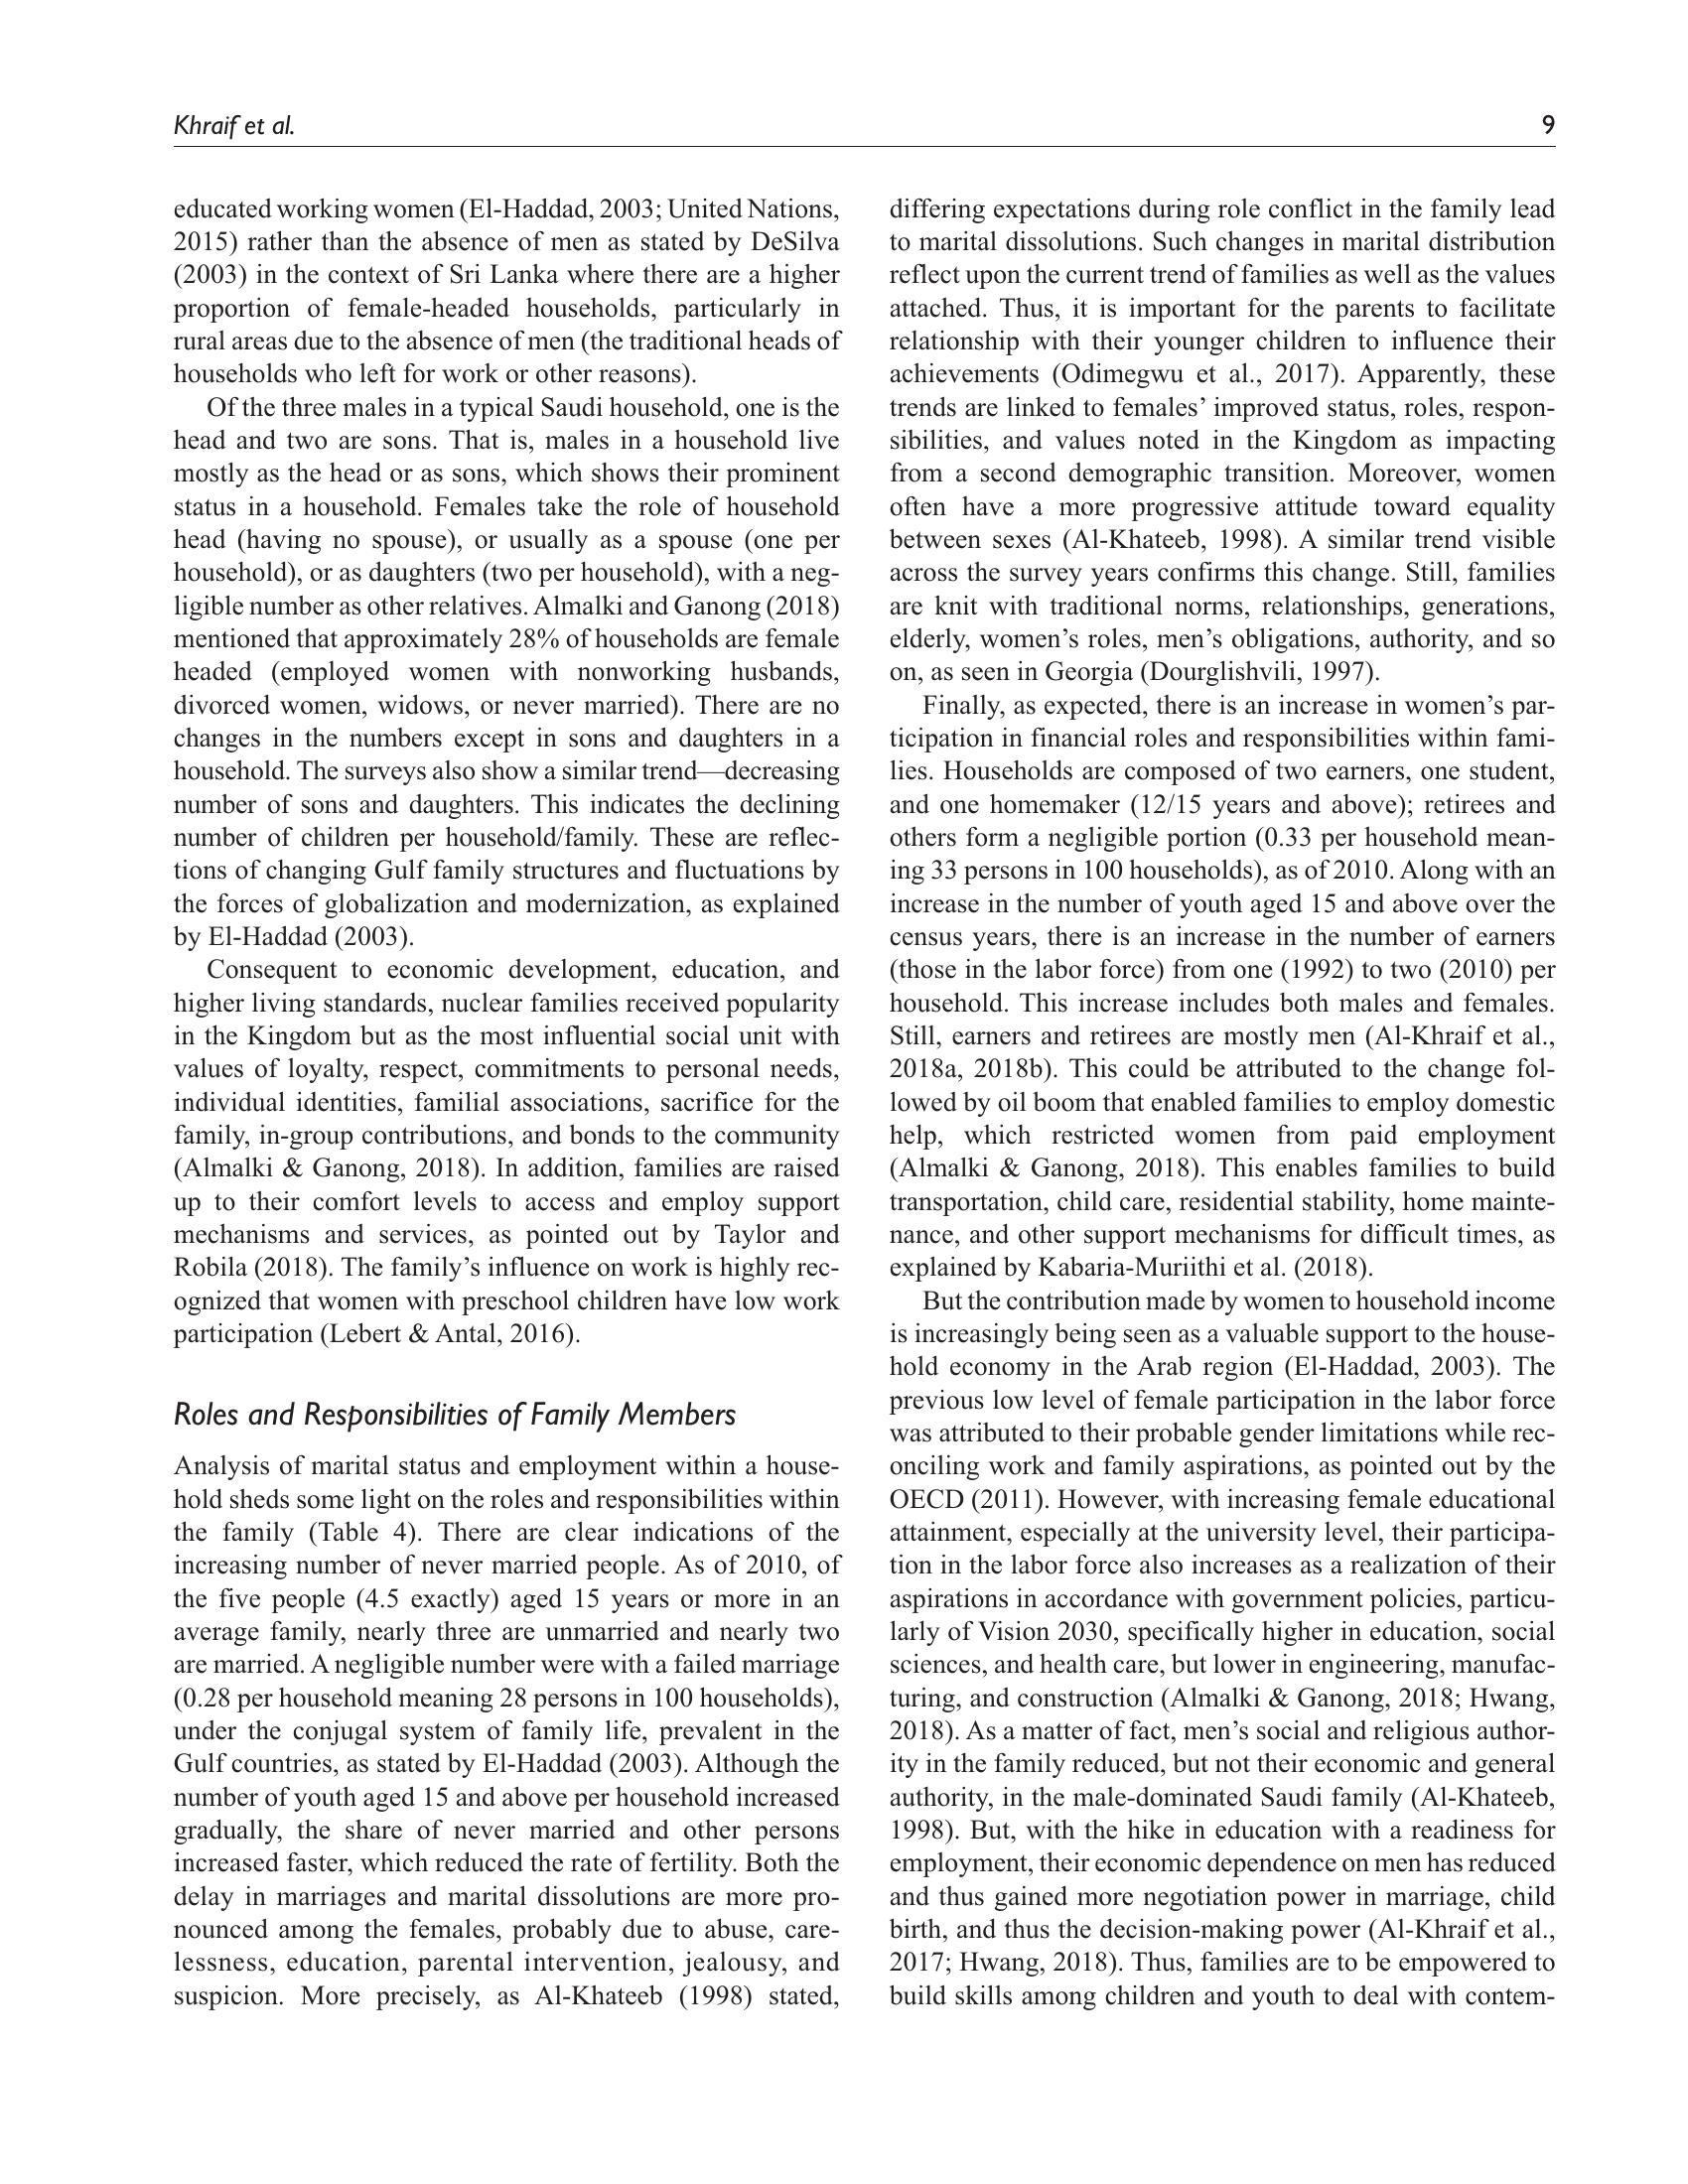 Khraif et al.
9
educated working women (El-Haddad, 2003; United Nations,
2015) rather than the absence of men as stated by DeSilva
(2003) in the context of Sri Lanka where there are a higher
proportion of female-headed households, particularly in
rural areas due to the absence of men (the traditional heads of
households who left for work or other reasons).
Of the three males in a typical Saudi household, one is the
head and two are sons. That is, males in a household live
mostly as the head or as sons, which shows their prominent
status in a household. Females take the role of household
head (having no spouse), or usually as a spouse (one per
household), or as daughters (two per household), with a neg-
ligible number as other relatives. Almalki and Ganong (2018)
mentioned that approximately 28% of households are female
headed (employed women with nonworking husbands,
divorced women, widows, or never married). There are no
changes in the numbers except in sons and daughters in a
household. The surveys also show a similar trend—decreasing
number of sons and daughters. This indicates the declining
number of children per household/family. These are reflec-
tions of changing Gulf family structures and fluctuations by
the forces of globalization and modernization, as explained
by El-Haddad (2003).
Consequent to economic development, education, and
higher living standards, nuclear families received popularity
in the Kingdom but as the most influential social unit with
values of loyalty, respect, commitments to personal needs,
individual identities, familial associations, sacrifice for the
family, in-group contributions, and bonds to the community
(Almalki & Ganong, 2018). In addition, families are raised
up to their comfort levels to access and employ support
mechanisms and services, as pointed out by Taylor and
Robila (2018). The family's influence on work is highly rec-
ognized that women with preschool children have low work
participation (Lebert & Antal, 2016).
Roles and Responsibilities of Family Members
Analysis of marital status and employment within a house-
hold sheds some light on the roles and responsibilities within
the family (Table 4). There are clear indications of the
increasing number of never married people. As of 2010, of
the five people (4.5 exactly) aged 15 years or more in an
average family, nearly three are unmarried and nearly two
are married. A negligible number were with a failed marriage
(0.28 per household meaning 28 persons in 100 households),
under the conjugal system of family life, prevalent in the
Gulf countries, as stated by El-Haddad (2003). Although the
number of youth aged 15 and above per household increased
gradually, the share of never married and other persons
increased faster, which reduced the rate of fertility. Both the
delay in marriages and marital dissolutions are more pro-
nounced among the females, probably due to abuse, care-
lessness, education, parental intervention, jealousy, and
suspicion. More precisely, as Al-Khateeb (1998) stated,
differing expectations during role conflict in the family lead
to marital dissolutions. Such changes in marital distribution
reflect upon the current trend of families as well as the values
attached. Thus, it is important for the parents to facilitate
relationship with their younger children to influence their
achievements (Odimegwu et al., 2017). Apparently, these
trends are linked to females' improved status, roles, respon-
sibilities, and values noted in the Kingdom as impacting
from a second demographic transition. Moreover, women
often have a more progressive attitude toward equality
between sexes (Al-Khateeb, 1998). A similar trend visible
across the survey years confirms this change. Still, families
are knit with traditional norms, relationships, generations,
elderly, women's roles, men's obligations, authority, and so
on, as seen in Georgia (Dourglishvili, 1997).
Finally, as expected, there is an increase in women's par-
ticipation in financial roles and responsibilities within fami-
lies. Households are composed of two earners, one student,
and one homemaker (12/15 years and above); retirees and
others form a negligible portion (0.33 per household mean-
ing 33 persons in 100 households), as of 2010. Along with an
increase in the number of youth aged 15 and above over the
census years, there is an increase in the number of earners
(those in the labor force) from one (1992) to two (2010) per
household. This increase includes both males and females.
Still, earners and retirees are mostly men (Al-Khraif et al.,
2018a, 2018b). This could be attributed to the change fol-
lowed by oil boom that enabled families to employ domestic
help, which restricted women from paid employment
(Almalki & Ganong, 2018). This enables families to build
transportation, child care, residential stability, home mainte-
nance, and other support mechanisms for difficult times, as
explained by Kabaria-Muriithi et al. (2018).
But the contribution made by women to household income
is increasingly being seen as a valuable support to the house-
hold economy in the Arab region (El-Haddad, 2003). The
previous low level of female participation in the labor force
was attributed to their probable gender limitations while rec-
onciling work and family aspirations, as pointed out by the
OECD (2011). However, with increasing female educational
attainment, especially at the university level, their participa-
tion in the labor force also increases as a realization of their
aspirations in accordance with government policies, particu-
larly of Vision 2030, specifically higher in education, social
sciences, and health care, but lower in engineering, manufac-
turing, and construction (Almalki & Ganong, 2018; Hwang,
2018). As a matter of fact, men's social and religious author-
ity in the family reduced, but not their economic and general
authority, in the male-dominated Saudi family (Al-Khateeb,
1998). But, with the hike in education with a readiness for
employment, their economic dependence on men has reduced
and thus gained more negotiation power in marriage, child
birth, and thus the decision-making power (Al-Khraif et al.,
2017; Hwang, 2018). Thus, families are to be empowered to
build skills among children and youth to deal with contem-